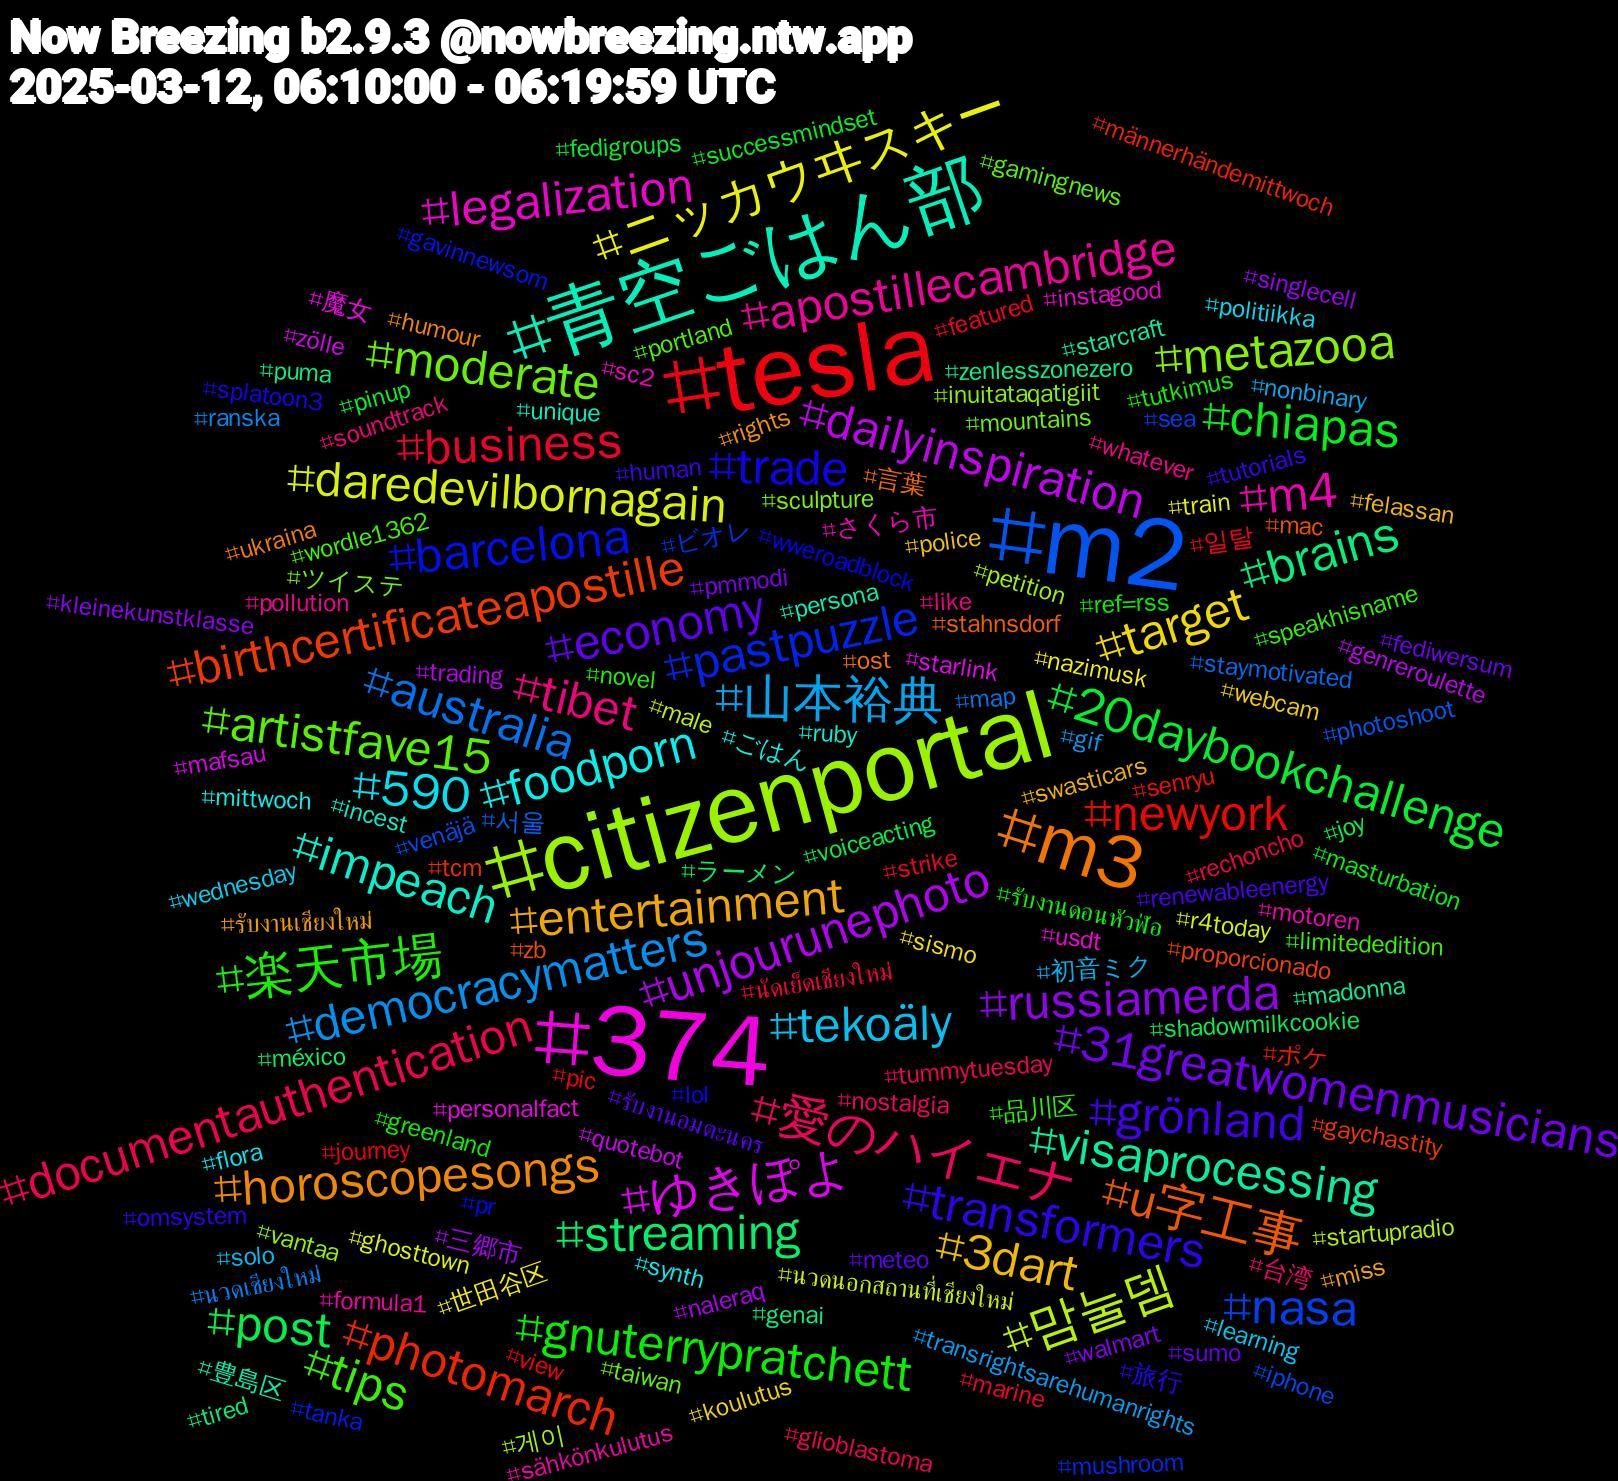 Now Breezing b2.9.3 @nowbreezing.ntw.app
2025-03-12, 06:10:00 - 06:19:59 UTC
#fedigroups
#successmindset
#ニッカウヰスキー
#männerhändemittwoch
#gamingnews
#legalization
#青空ごはん部
#gavinnewsom
#魔女
#instagood
#apostillecambridge
#singlecell
#politiikka
#zölle
#humour
#portland
#featured
#starcraft
#moderate
#metazooa
#puma
#sc2
#tesla
#zenlesszonezero
#nonbinary
#splatoon3
#pinup
#inuitataqatigiit
#tutkimus
#ranska
#unique
#mountains
#sea
#soundtrack
#rights
#chiapas
#business
#dailyinspiration
#whatever
#human
#trade
#tutorials
#言葉
#daredevilbornagain
#m4
#train
#felassan
#sculpture
#さくら市
#mac
#ukraina
#wordle1362
#m2
#police
#일탈
#barcelona
#ビオレ
#wweroadblock
#brains
#ツイステ
#petition
#birthcertificateapostille
#pmmodi
#pollution
#persona
#like
#ref=rss
#kleinekunstklasse
#economy
#stahnsdorf
#speakhisname
#pastpuzzle
#target
#fediwersum
#trading
#novel
#ost
#starlink
#nazimusk
#genreroulette
#山本裕典
#staymotivated
#australia
#tibet
#map
#webcam
#male
#artistfave15
#20daybookchallenge
#photoshoot
#mafsau
#ruby
#ごはん
#gif
#590
#foodporn
#citizenportal
#swasticars
#mittwoch
#서울
#newyork
#senryu
#incest
#venäjä
#m3
#voiceacting
#joy
#impeach
#wednesday
#tcm
#ラーメン
#strike
#rechoncho
#masturbation
#entertainment
#renewableenergy
#รับงานเชียงใหม่
#unjourunephoto
#รับงานดอนหัวฬ่อ
#r4today
#motoren
#楽天市場
#sismo
#usdt
#limitededition
#zb
#democracymatters
#初音ミク
#proporcionado
#tekoäly
#russiamerda
#นัดเย็ดเชียงใหม่
#madonna
#documentauthentication
#374
#shadowmilkcookie
#méxico
#愛のハイエナ
#31greatwomenmusicians
#tummytuesday
#pic
#lol
#品川区
#ポケ
#personalfact
#nostalgia
#grönland
#รับงานอมตะนคร
#visaprocessing
#greenland
#quotebot
#gaychastity
#journey
#flora
#ゆきぽよ
#u字工事
#horoscopesongs
#transformers
#omsystem
#pr
#streaming
#三郷市
#vantaa
#ghosttown
#startupradio
#solo
#synth
#meteo
#3dart
#台湾
#นวดเชียงใหม่
#世田谷区
#นวดนอกสถานที่เชียงใหม่
#miss
#formula1
#naleraq
#genai
#맘눌뎀
#nasa
#post
#gnuterrypratchett
#learning
#photomarch
#walmart
#sumo
#transrightsarehumanrights
#旅行
#豊島区
#view
#tips
#taiwan
#marine
#iphone
#koulutus
#tired
#tanka
#게이
#glioblastoma
#sähkönkulutus
#mushroom